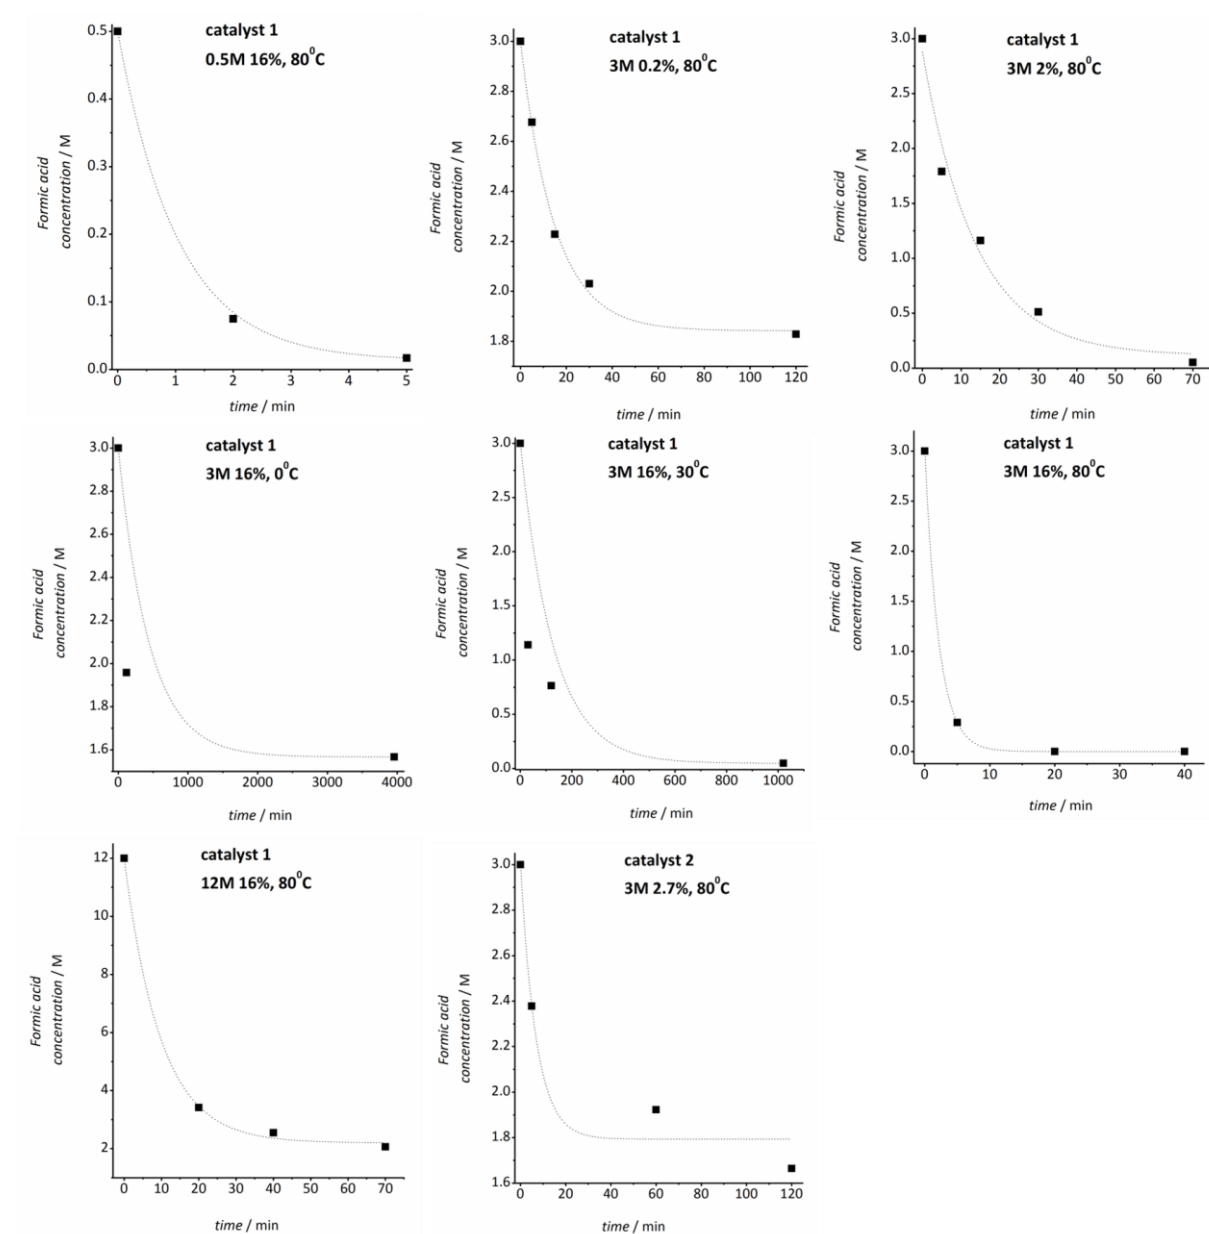 catalyst 1
0.5M 16%, 80⁰C
Formic acid
concentration / M
0.5
0.4
0.3
0.2
0.1
0.0
0 1 2 3 4 5
time / min
catalyst 1
3M 0.2%, 80⁰C
Formic acid
concentration / M
3.0
2.8
2.6
2.4
2.2
2.0
1.8
0 20 40 60 80 100 120
time / min
catalyst 1
3M 2%, 80⁰C
Formic acid
concentration / M
3.0
2.5
2.0
1.5
1.0
0.5
0.0
0 10 20 30 40 50 60 70
time / min
catalyst 1
3M 16%, 0⁰C
Formic acid
concentration / M
3.0
2.8
2.6
2.4
2.2
2.0
1.8
1.6
0 1000 2000 3000 4000
time / min
catalyst 1
3M 16%, 30⁰C
Formic acid
concentration / M
3.0
2.5
2.0
1.5
1.0
0.5
0.0
0 200 400 600 800 1000
time / min
catalyst 1
3M 16%, 80⁰C
Formic acid
concentration / M
3.0
2.5
2.0
1.5
1.0
0.5
0.0
0 10 20 30 40
time / min
catalyst 1
12M 16%, 80⁰C
Formic acid
concentration / M
12
10
8
6
4
2
0 10 20 30 40 50 60 70
time / min
catalyst 2
3M 2.7%, 80⁰C
Formic acid
concentration / M
3.0
2.8
2.6
2.4
2.2
2.0
1.8
1.6
0 20 40 60 80 100 120
time / min